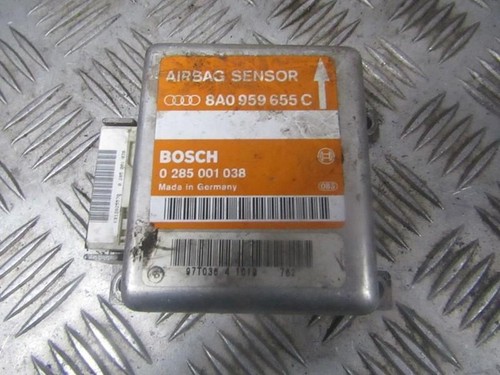 AIRBAG SENSOR
8A0 959 655 C
BOSCH
0 285 001 038
Made in Germany